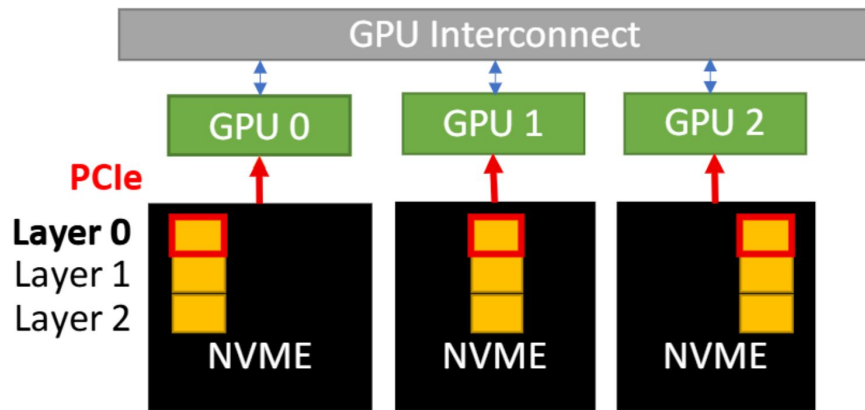 GPU Interconnect
GPU 0
GPU 1
GPU 2
PCIe
Layer 0
Layer 1
Layer 2
NVME
NVME
NVME